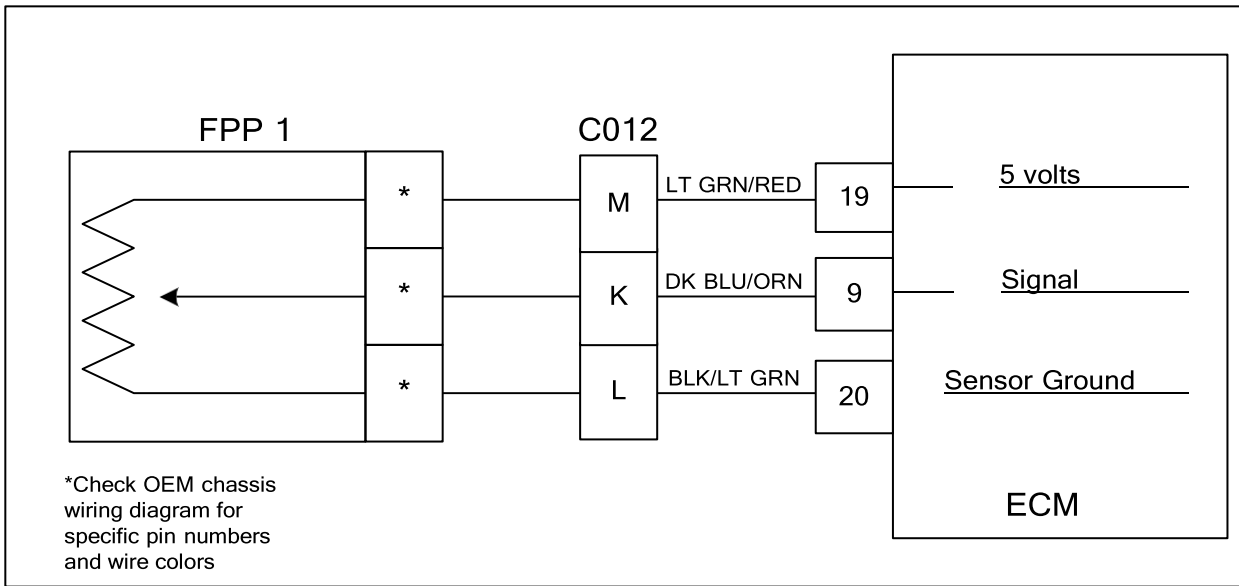 FPP 1
C012
*
M
LT GRN/RED
19
5 volts
*
K
DK BLU/ORN
9
Signal
*
L
BLK/LT GRN
20
Sensor Ground
*Check OEM chassis
wiring diagram for
specific pin numbers
and wire colors
ECM